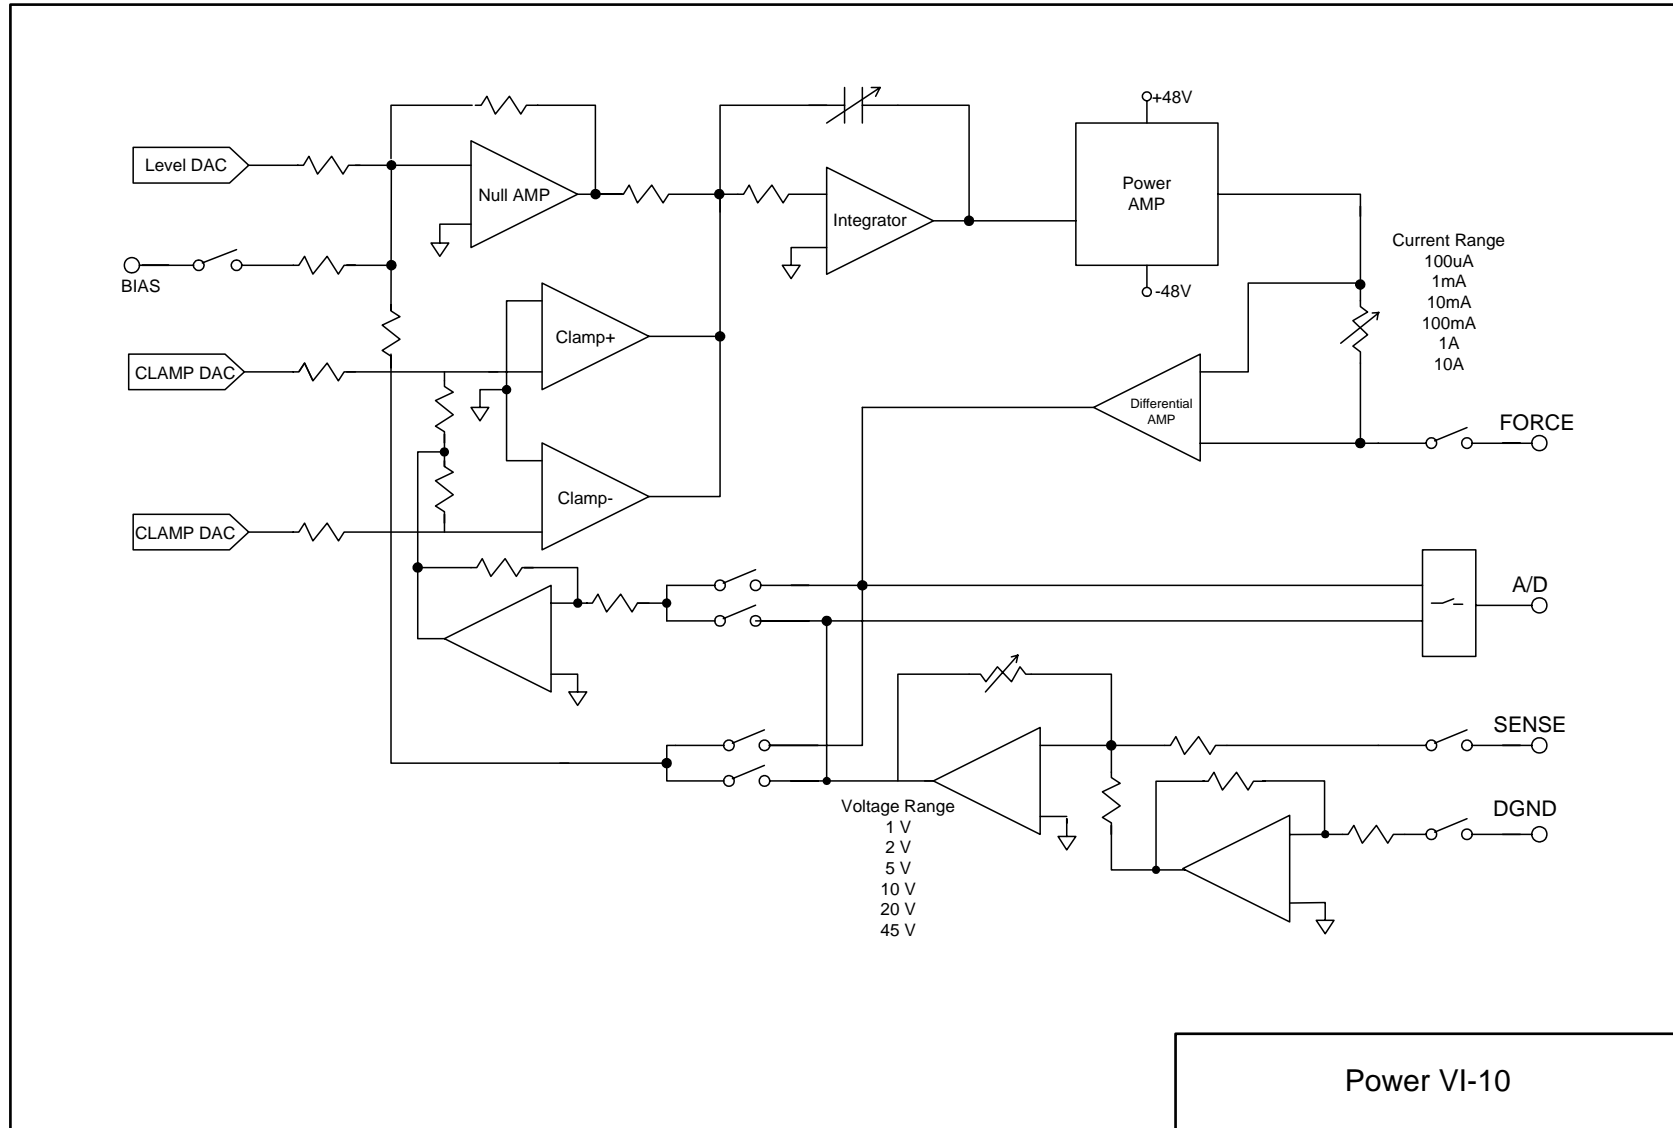 +48V
Level DAC
Null AMP
Integrator
Power
AMP
-48V
BIAS
Current Range
100uA
1mA
10mA
100mA
1A
10A
Clamp+
CLAMP DAC
Differential
AMP
FORCE
Clamp-
CLAMP DAC
A/D
SENSE
Voltage Range
1 V
2 V
5 V
10 V
20 V
45 V
DGND
Power VI-10